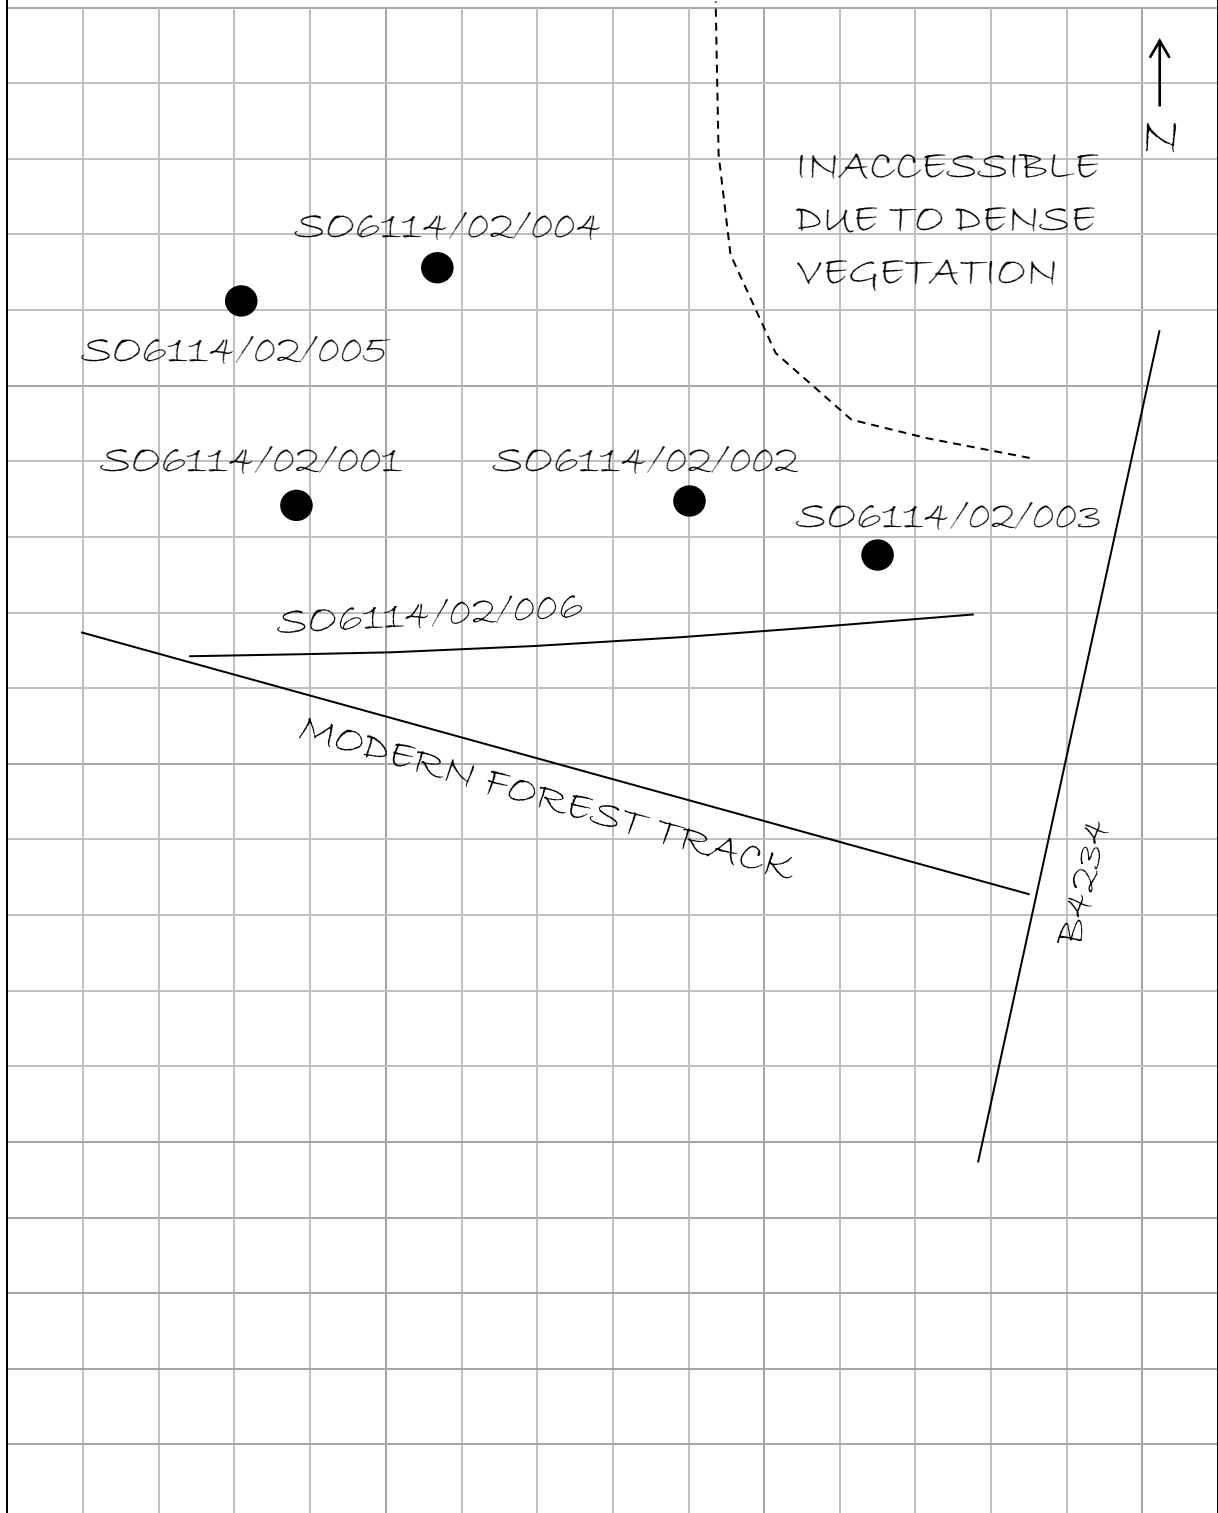 N
INACCESSIBLE
DUE TO DENSE
VEGETATION
SO6114/02/004
SO6114/02/005
SO6114/02/001
SO6114/02/002
SO6114/02/003
SO6114/02/006
MODERN FOREST TRACK
B4234